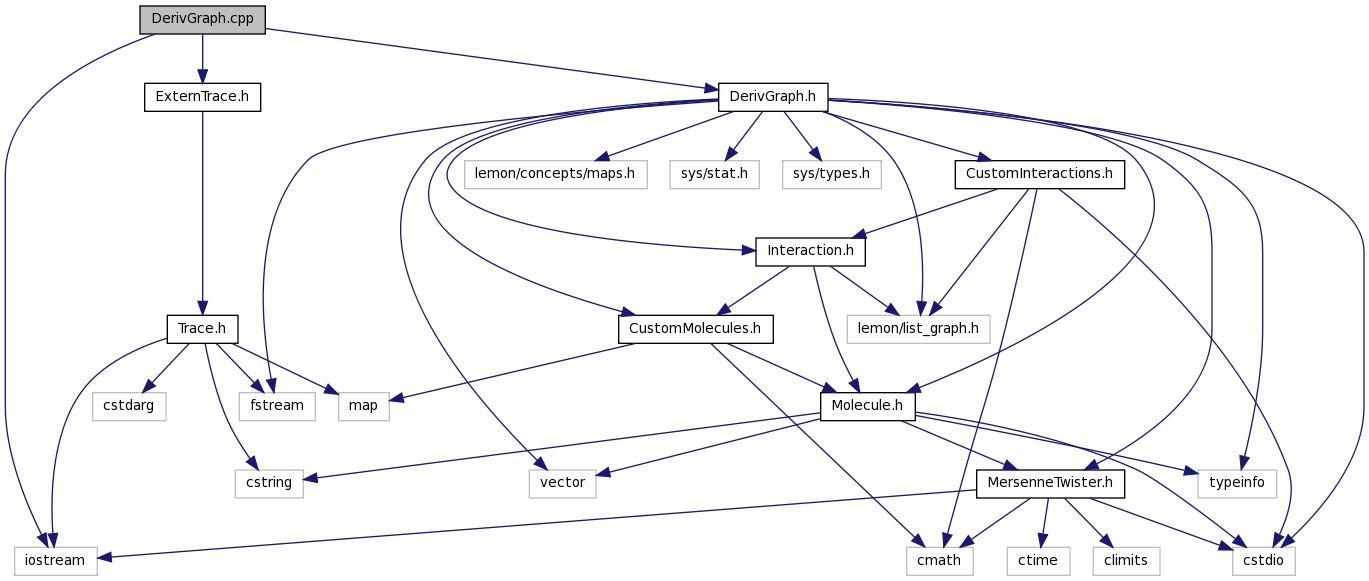 DerivGraph.cpp
ExternTrace.h
DerivGraph.h
lemon/concepts/maps.h
sys/stat.h
sys/types.h
CustomInteractions.h
Interaction.h
Trace.h
CustomMolecules.h
lemon/list_graph.h
cstdarg
fstream
map
Molecule.h
cstring
vector
MersenneTwister.h
typeinfo
iostream
cmath
ctime
climits
cstdio